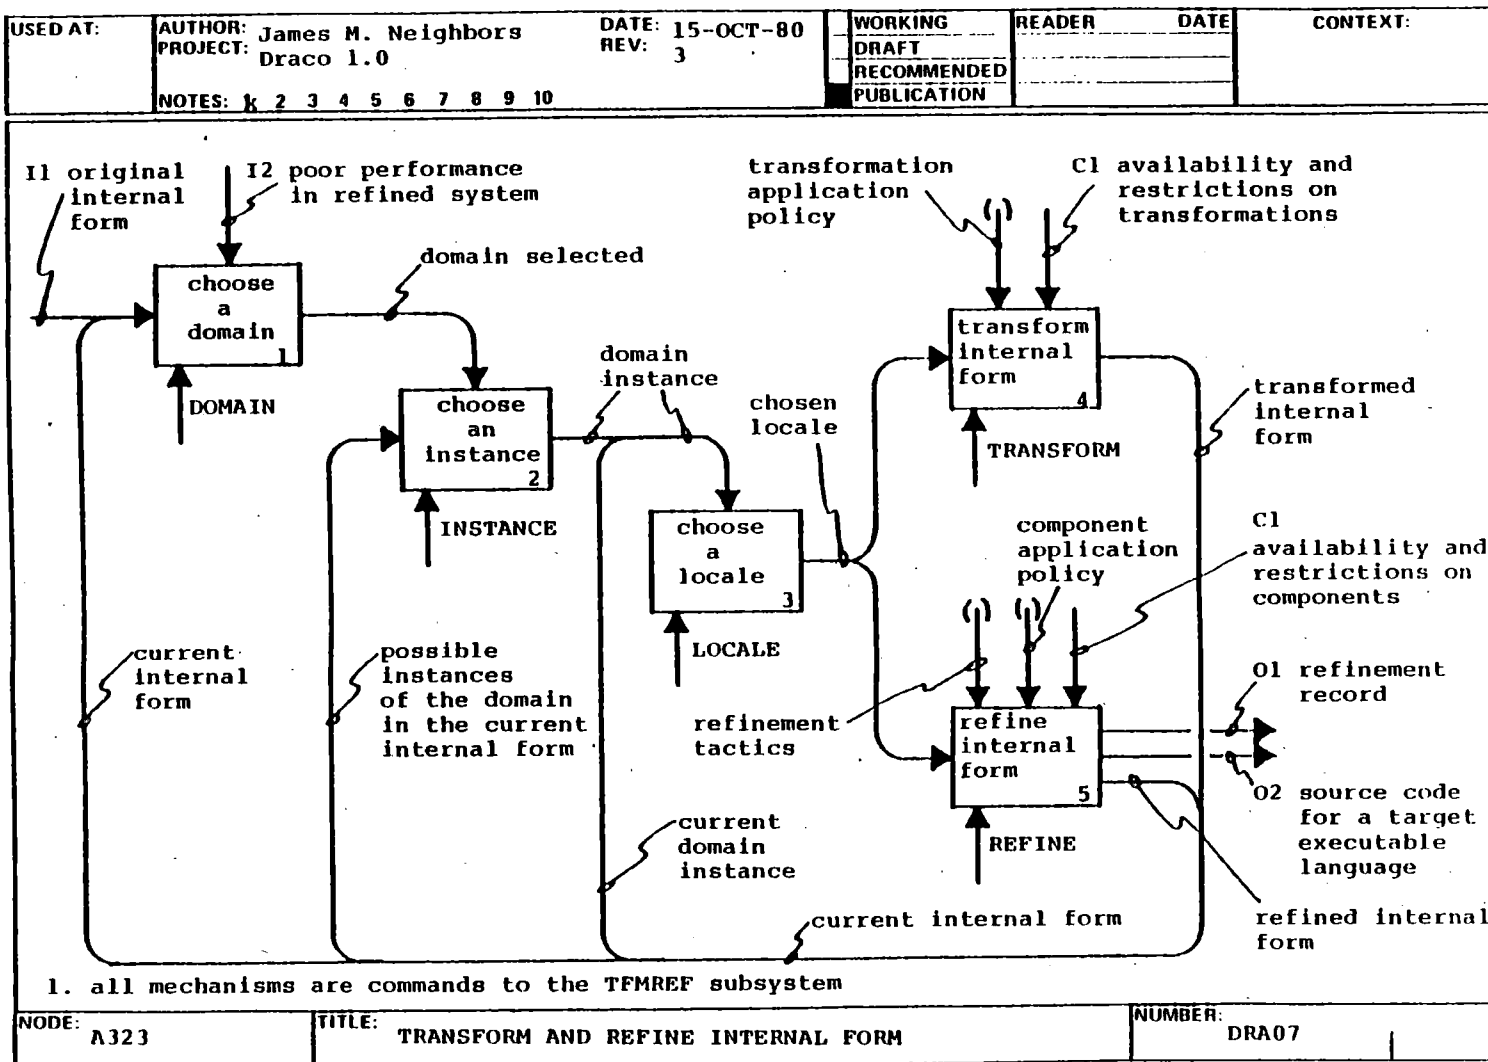 USED AT:
AUTHOR: James M. Neighbors
PROJECT: Draco 1.0
DATE: 15-OCT-80
REV: 3
NOTES: 1 2 3 4 5 6 7 8 9 10
WORKING
DRAFT
RECOMMENDED
PUBLICATION
READER DATE
CONTEXT:
I1 original
internal
form
I2 poor performance
in refined system
domain selected
choose
a
domain
1
DOMAIN
choose
an
instance
2
INSTANCE
domain
instance
choose
a
locale
3
LOCALE
chosen
locale
transformation
application
policy
( )
C1 availability and
restrictions on
transformations
transform
internal
form
4
TRANSFORM
transformed
internal
form
component
application
policy
C1
availability and
restrictions on
components
( ) ( )
refinement
tactics
refine
internal
form
5
REFINE
O1 refinement
record
O2 source code
for a target
executable
language
refined internal
form
current
internal
form
possible
instances
of the domain
in the current
internal form
current
domain
instance
current internal form
1. all mechanisms are commands to the TFMREF subsystem
NODE: A323
TITLE: TRANSFORM AND REFINE INTERNAL FORM
NUMBER: DRA07